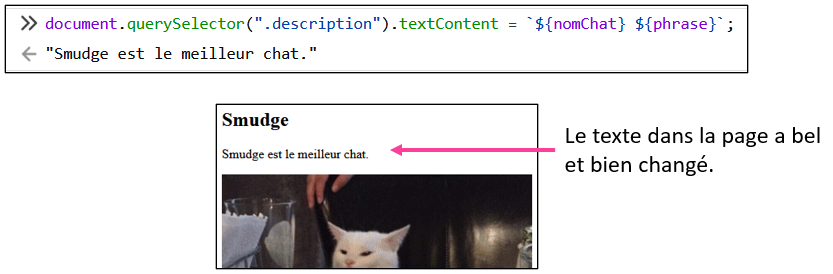 >> document.querySelector(".description").textContent = `${nomChat} ${phrase}`;
← "Smudge est le meilleur chat."
Smudge
Smudge est le meilleur chat.
Le texte dans la page a bel
et bien changé.